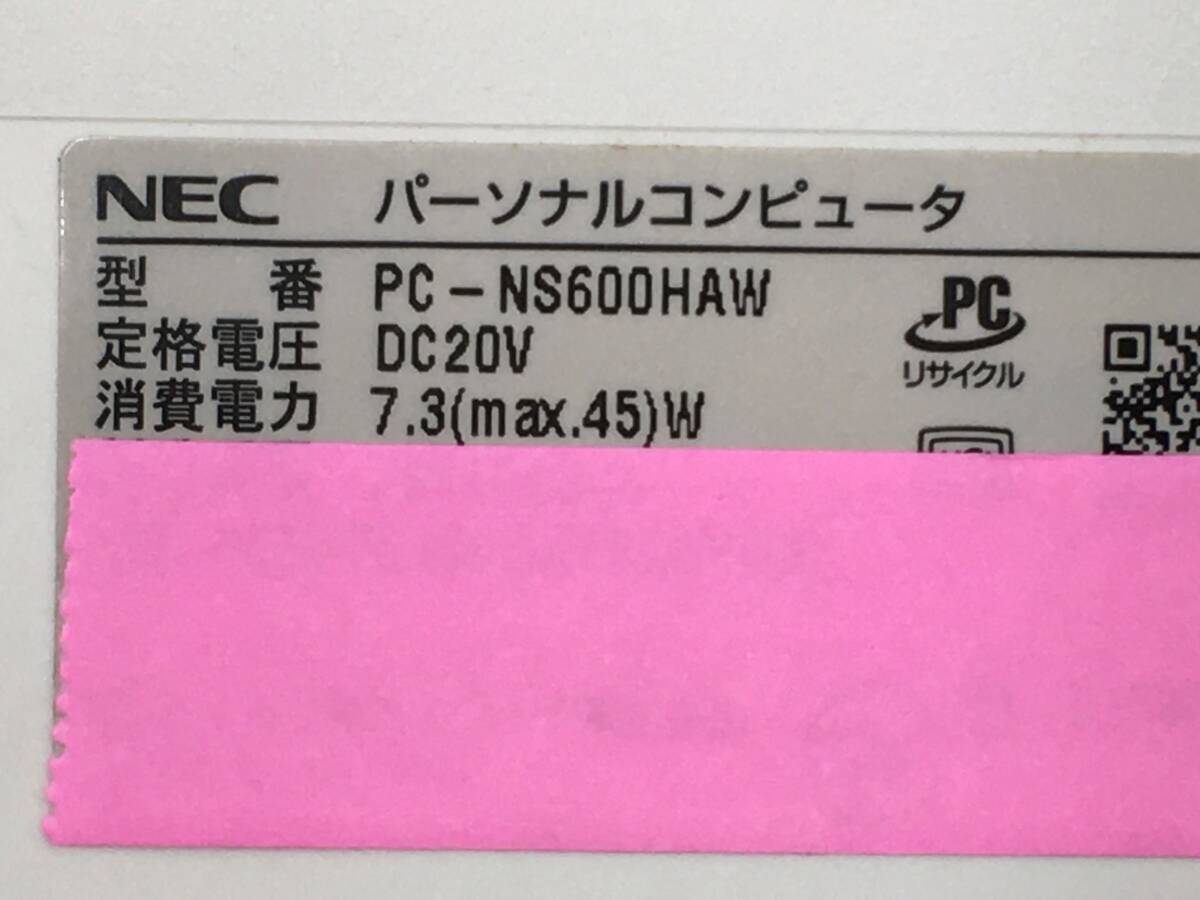 NEC パーソナルコンピュータ
型 番 PC-NS600HAW
定格電圧 DC20V
消費電力 7.3(max.45)W
PC
リサイクル